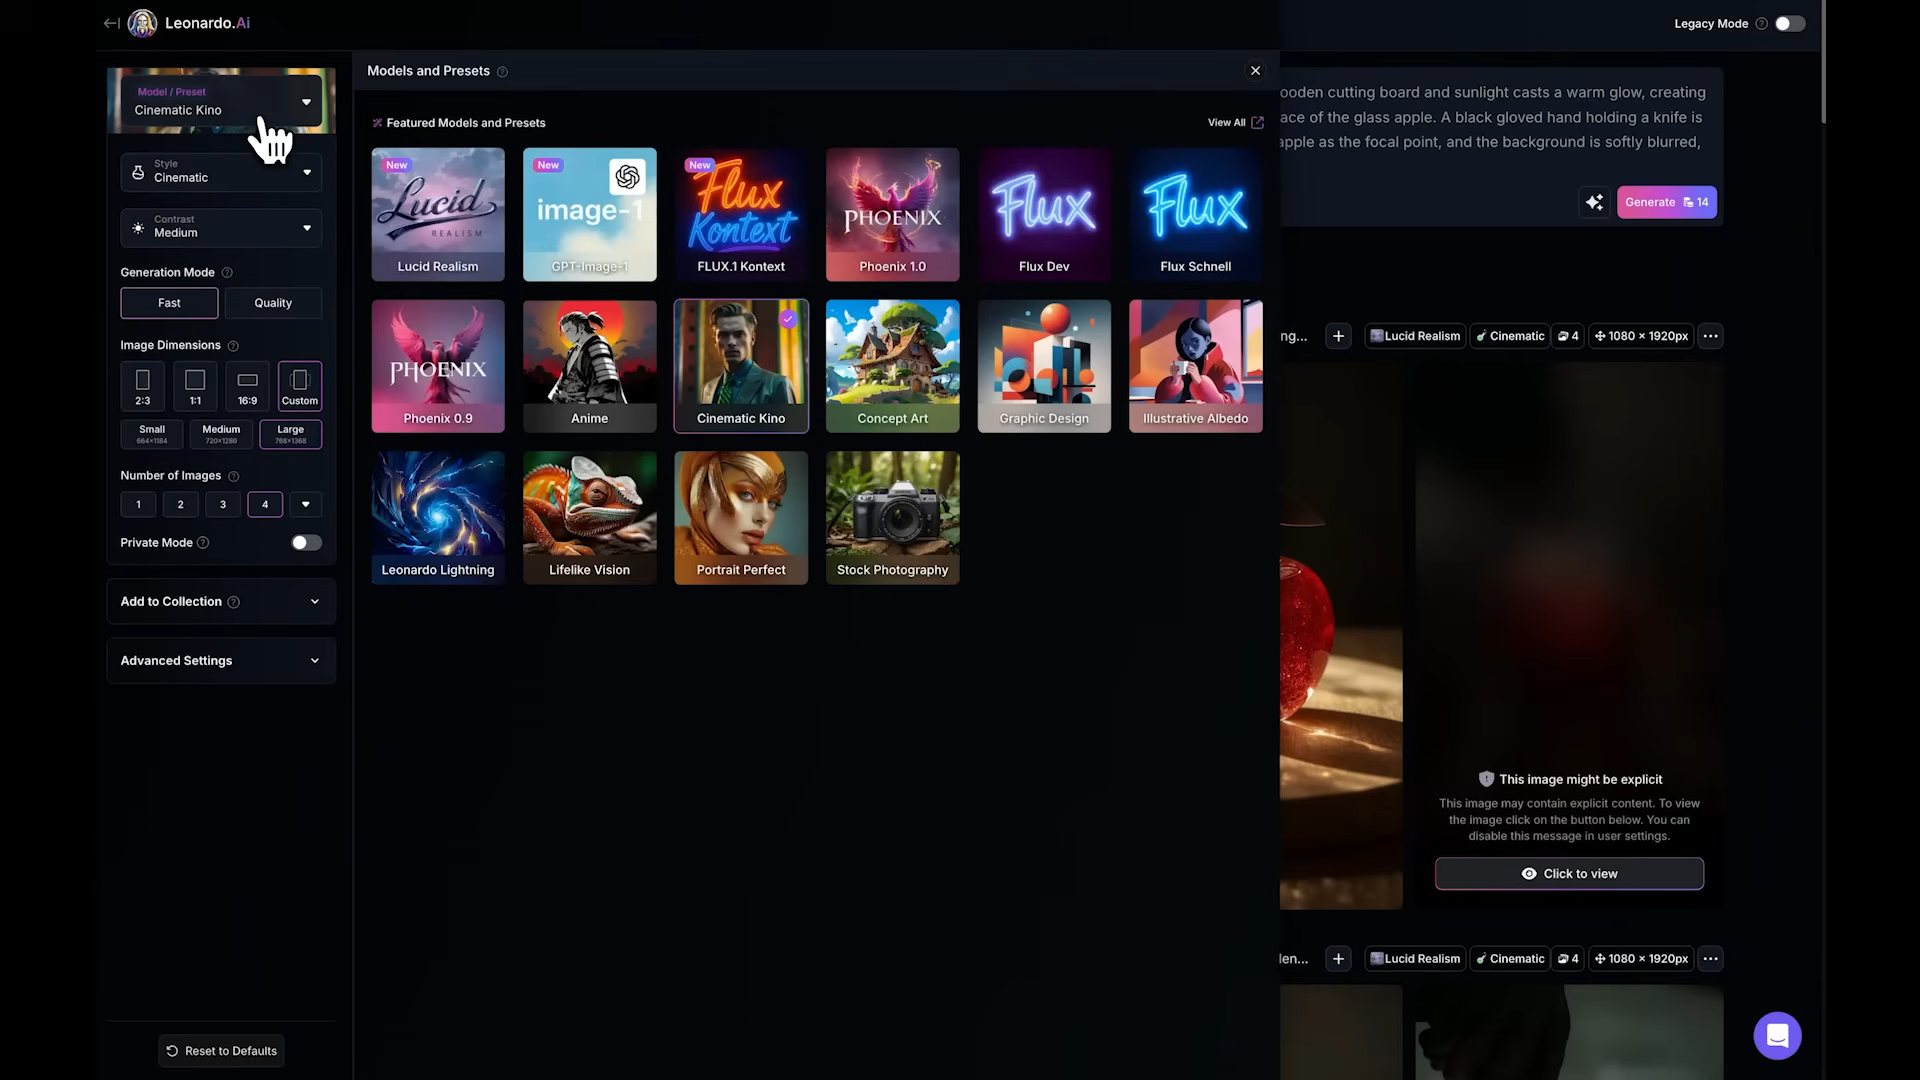 Leonardo.Ai
Legacy Mode
Model / Preset
Cinematic Kino
Style
Cinematic
Contrast
Medium
Generation Mode
Fast
Quality
Image Dimensions
2:3
1:1
16:9
Custom
Small
664×1184
Medium
720×1280
Large
768×1368
Number of Images
1
2
3
4
Private Mode
Add to Collection
Advanced Settings
Reset to Defaults
Models and Presets
Featured Models and Presets
View All
New
Lucid
REALISM
Lucid Realism
New
image-1
GPT-Image-1
New
Flux
Kontext
FLUX.1 Kontext
PHOENIX
Phoenix 1.0
Flux
Flux Dev
Flux
Flux Schnell
PHOENIX
Phoenix 0.9
Anime
Cinematic Kino
Concept Art
Graphic Design
Illustrative Albedo
Leonardo Lightning
Lifelike Vision
Portrait Perfect
Stock Photography
ooden cutting board and sunlight casts a warm glow, creating
ace of the glass apple. A black gloved hand holding a knife is
apple as the focal point, and the background is softly blurred,
Generate 14
ng...
Lucid Realism
Cinematic
4
1080 × 1920px
This image might be explicit
This image may contain explicit content. To view
the image click on the button below. You can
disable this message in user settings.
Click to view
len...
Lucid Realism
Cinematic
4
1080 × 1920px